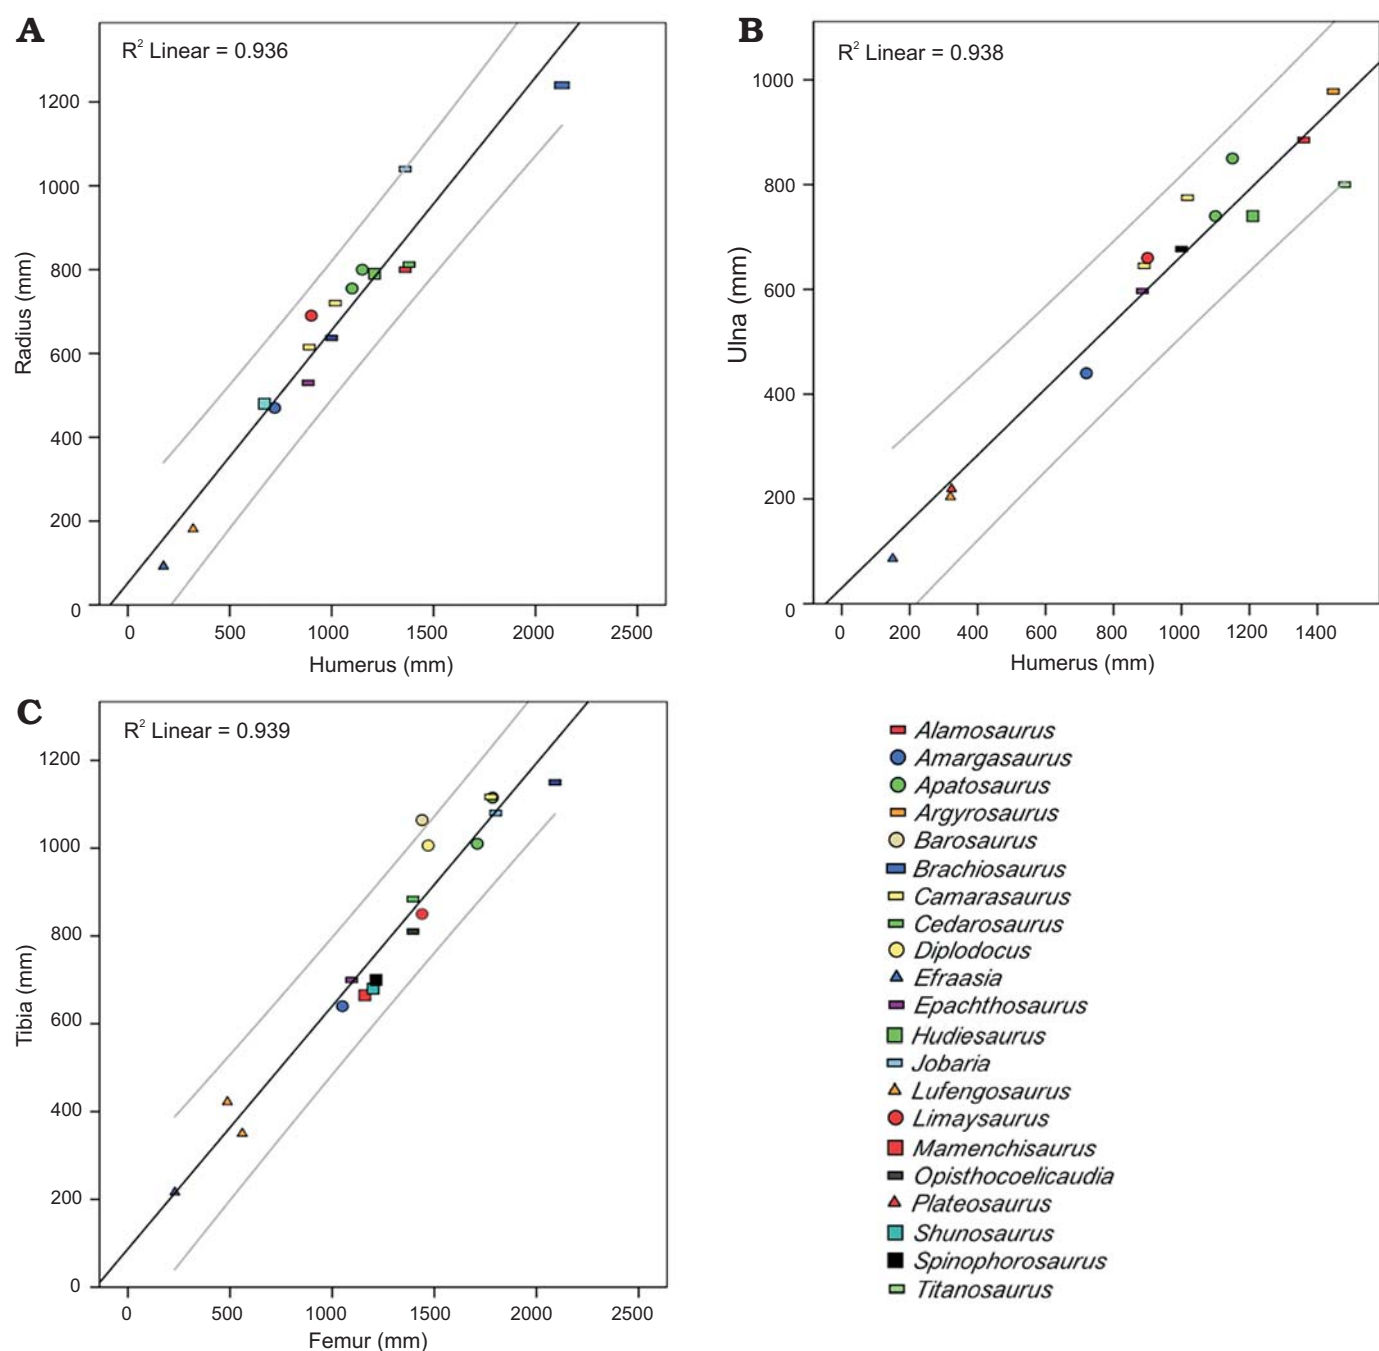 A
R² Linear = 0.936
1200
1000
800
600
400
200
0
0 500 1000 1500 2000 2500
Radius (mm)
Humerus (mm)
B
R² Linear = 0.938
1000
800
600
400
200
0
0 200 400 600 800 1000 1200 1400
Ulna (mm)
Humerus (mm)
C
R² Linear = 0.939
1200
1000
800
600
400
200
0
0 500 1000 1500 2000 2500
Tibia (mm)
Femur (mm)
Alamosaurus
Amargasaurus
Apatosaurus
Argyrosaurus
Barosaurus
Brachiosaurus
Camarasaurus
Cedarosaurus
Diplodocus
Efraasia
Epachthosaurus
Hudiesaurus
Jobaria
Lufengosaurus
Limaysaurus
Mamenchisaurus
Opisthocoelicaudia
Plateosaurus
Shunosaurus
Spinophorosaurus
Titanosaurus